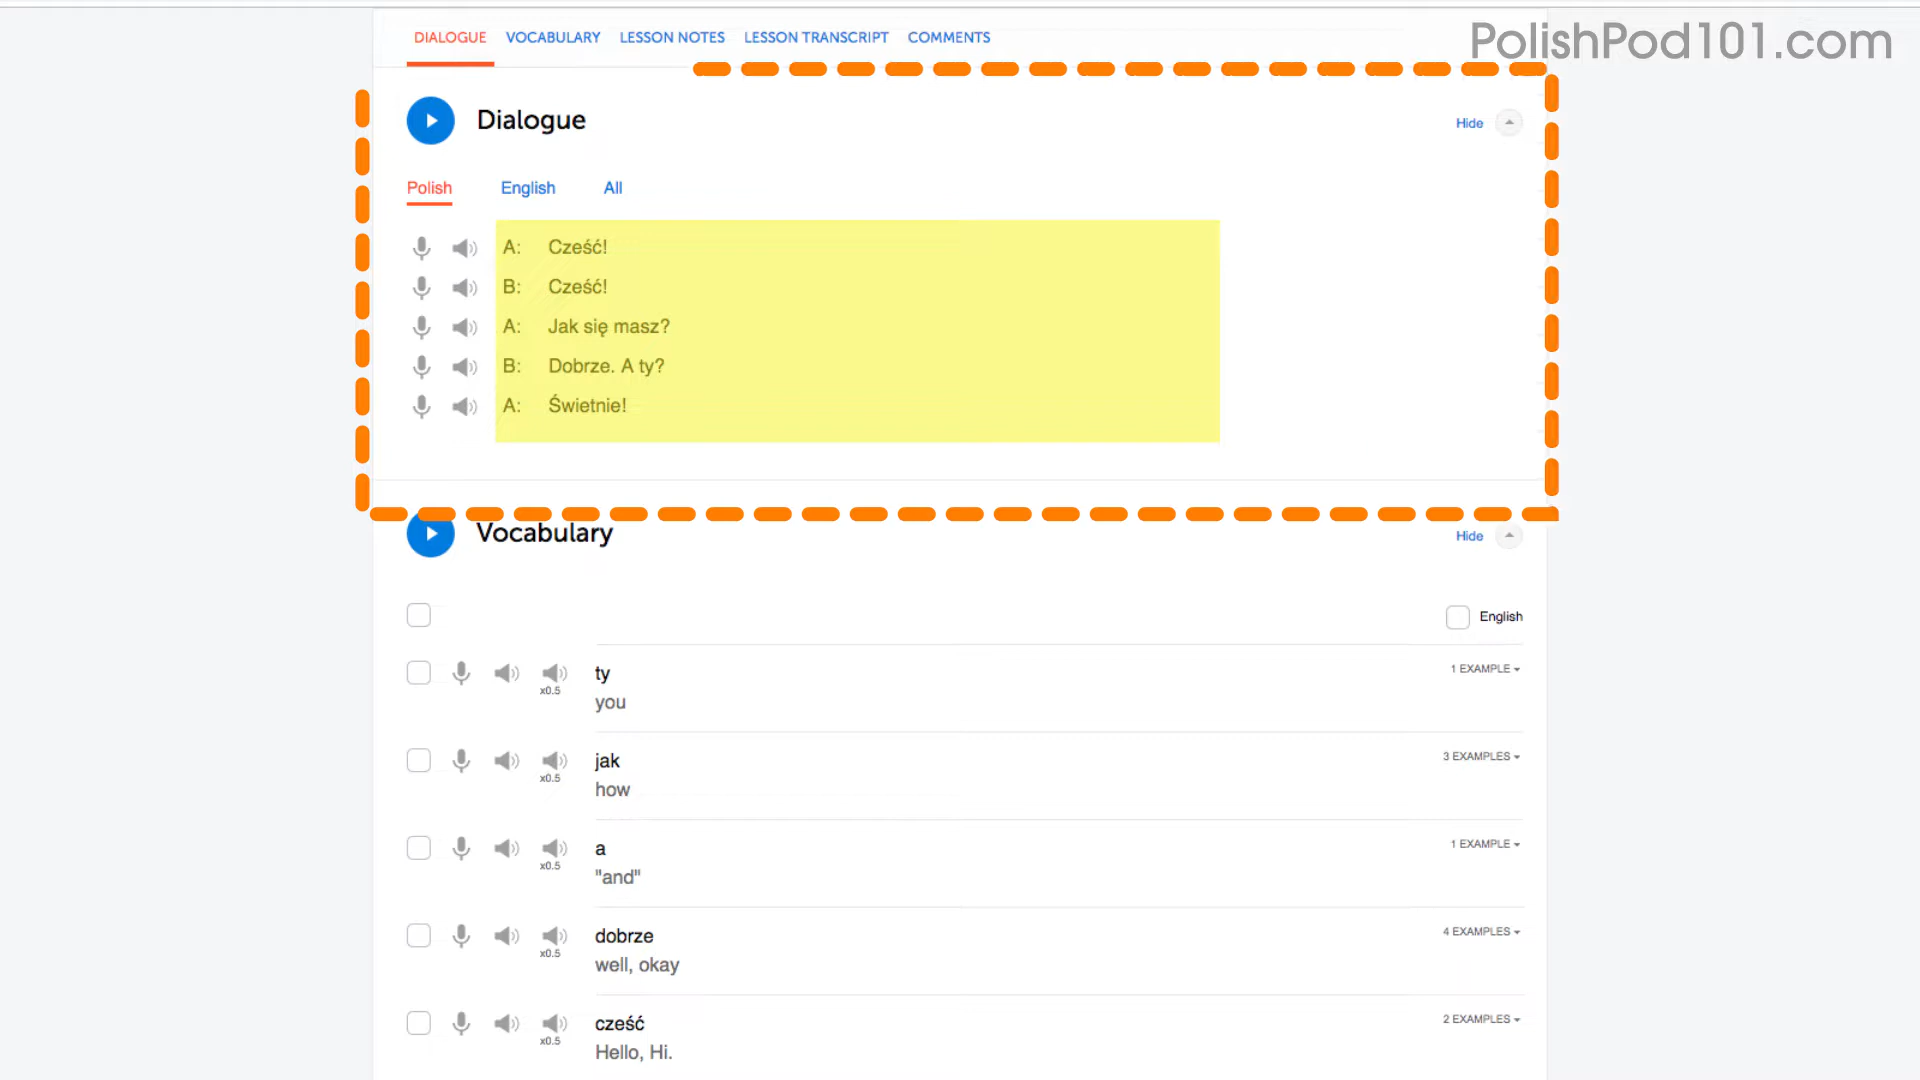 DIALOGUE VOCABULARY LESSON NOTES LESSON TRANSCRIPT COMMENTS
PolishPod101.com
Dialogue
Hide
Polish English All
A: Cześć!
B: Cześć!
A: Jak się masz?
B: Dobrze. A ty?
A: Świetnie!
Vocabulary
Hide
English
ty
1 EXAMPLE
x0.5
you
jak
3 EXAMPLES
x0.5
how
a
1 EXAMPLE
x0.5
"and"
dobrze
4 EXAMPLES
x0.5
well, okay
cześć
2 EXAMPLES
x0.5
Hello, Hi.